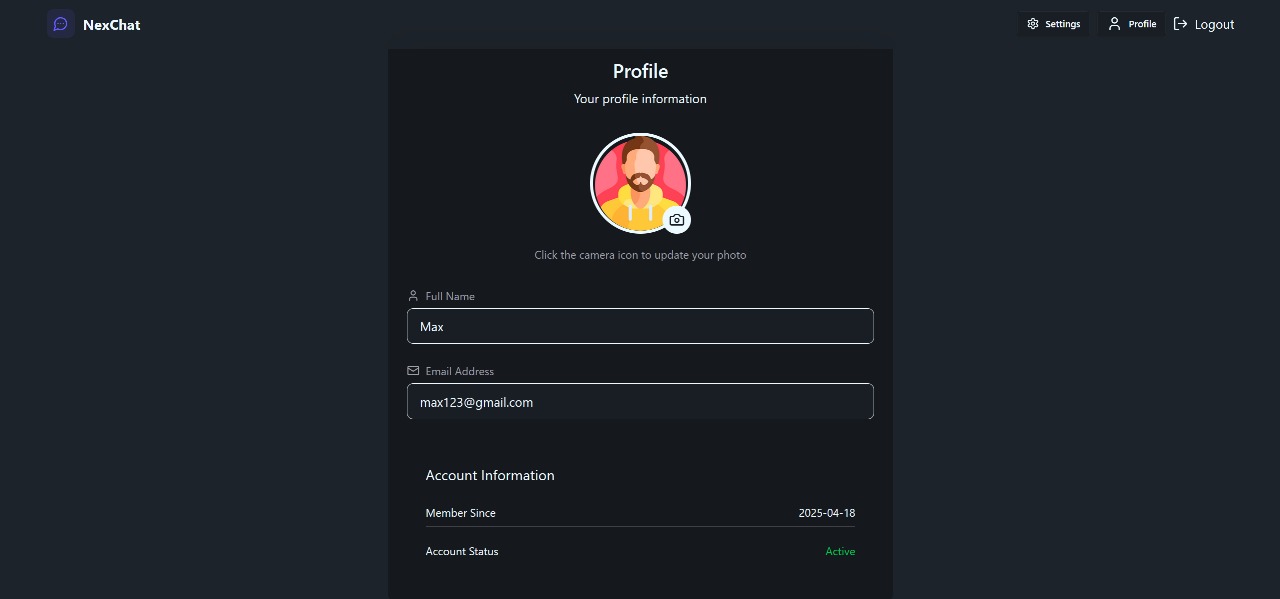 NexChat
Settings
Profile
Logout
Profile
Your profile information
Click the camera icon to update your photo
Full Name
Max
Email Address
max123@gmail.com
Account Information
Member Since 2025-04-18
Account Status Active